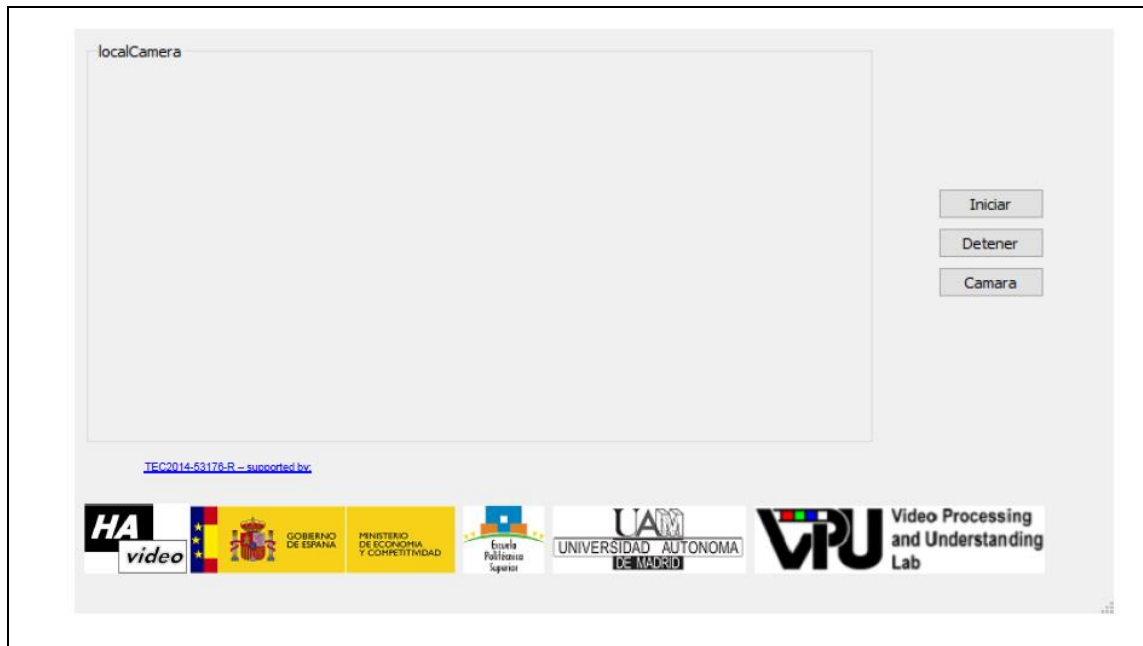 localCamera
Iniciar
Detener
Camara
TEC2014-53176-R – supported by:
HA
video
GOBIERNO
DE ESPAÑA
MINISTERIO
DE ECONOMIA
Y COMPETITIVIDAD
Escuela
Politécnica
Superior
UAM
UNIVERSIDAD AUTONOMA
DE MADRID
VPU
Video Processing
and Understanding
Lab